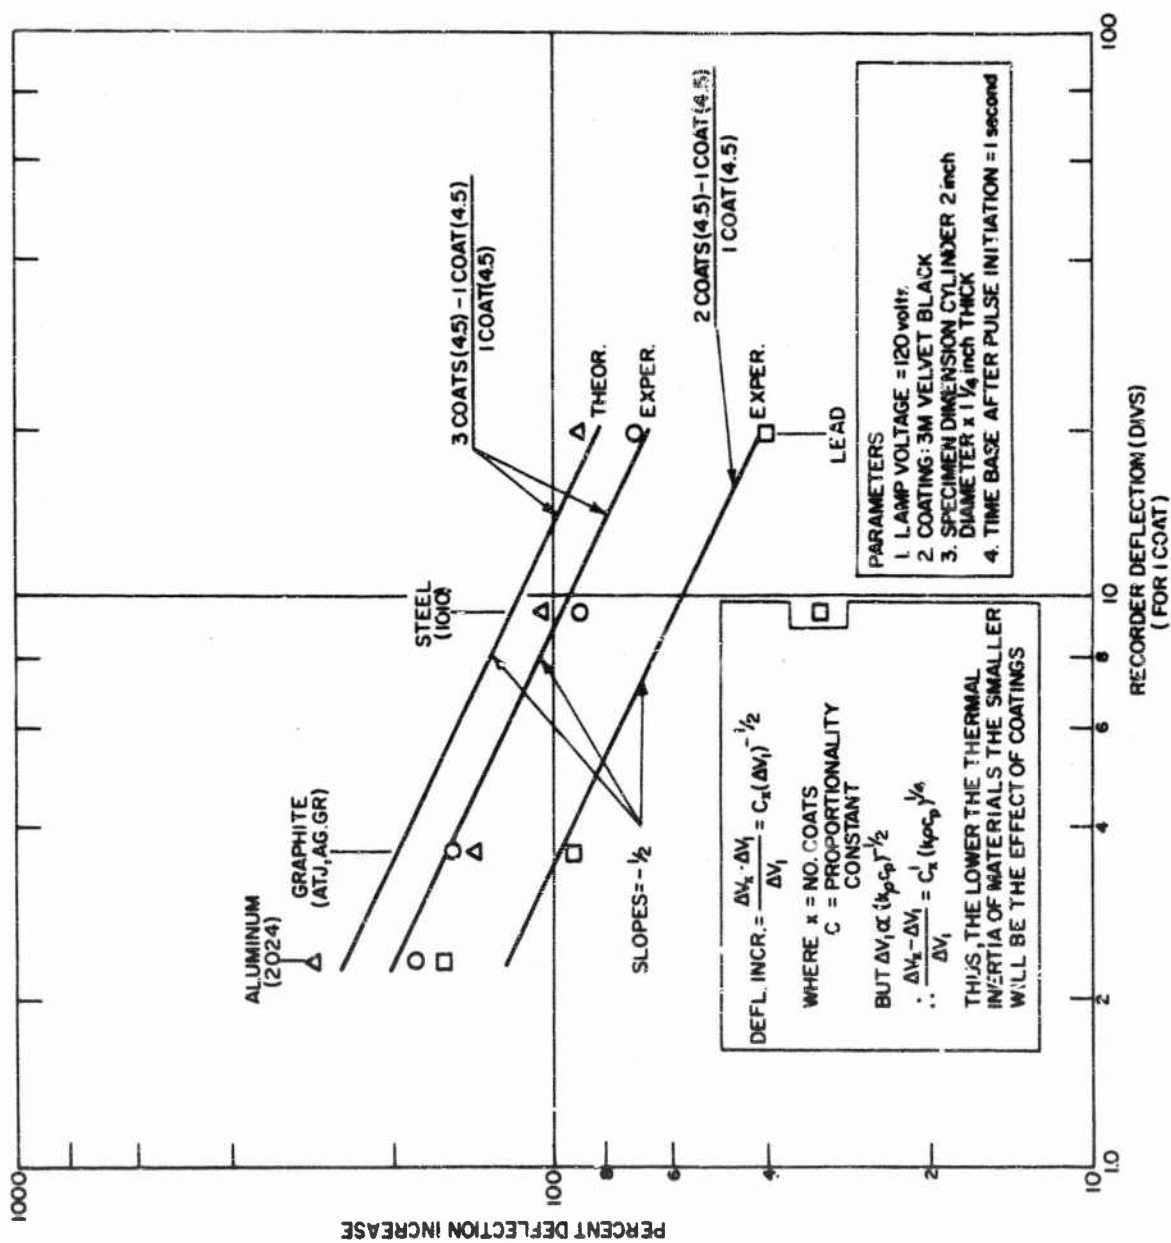 PERCENT DEFLECTION INCREASE
1000
100
8
6
4
2
10
1.0
2
4
6
8
10
100
RECORDER DEFLECTION (DIVS)
(FOR 1 COAT)
ALUMINUM
(2024)
GRAPHITE
(ATJ, AG.GR)
STEEL
(1010)
LEAD
3 COATS (4.5) - 1 COAT (4.5)
1 COAT (4.5)
THEOR.
EXPER.
2 COATS (4.5) - 1 COAT (4.5)
1 COAT (4.5)
EXPER.
SLOPES = - 1/2
DEFL. INCR. = ΔVx - ΔV1 / ΔV1 = Cx (ΔV1)^-1/2
WHERE x = NO. COATS
C = PROPORTIONALITY
CONSTANT
BUT ΔV1 α (kρcp)^-1/2
∴ ΔVx - ΔV1 / ΔV1 = C'x (kρcp)^1/4
THUS, THE LOWER THE THERMAL
INERTIA OF MATERIALS THE SMALLER
WILL BE THE EFFECT OF COATINGS
PARAMETERS
1. LAMP VOLTAGE = 120 volts.
2. COATING: 3M VELVET BLACK
3. SPECIMEN DIMENSION CYLINDER 2 inch
DIAMETER x 1 1/4 inch THICK
4. TIME BASE AFTER PULSE INITIATION = 1 second